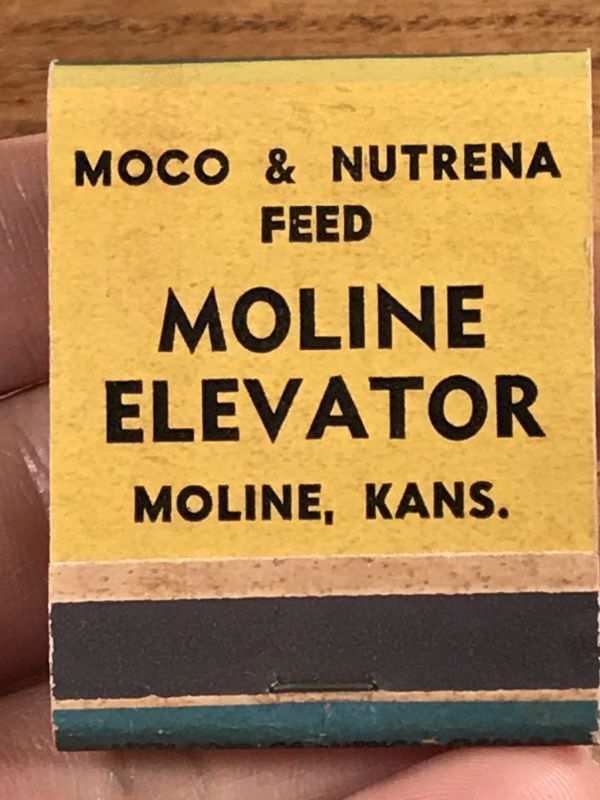 MOCO & NUTRENA
FEED
MOLINE
ELEVATOR
MOLINE, KANS.